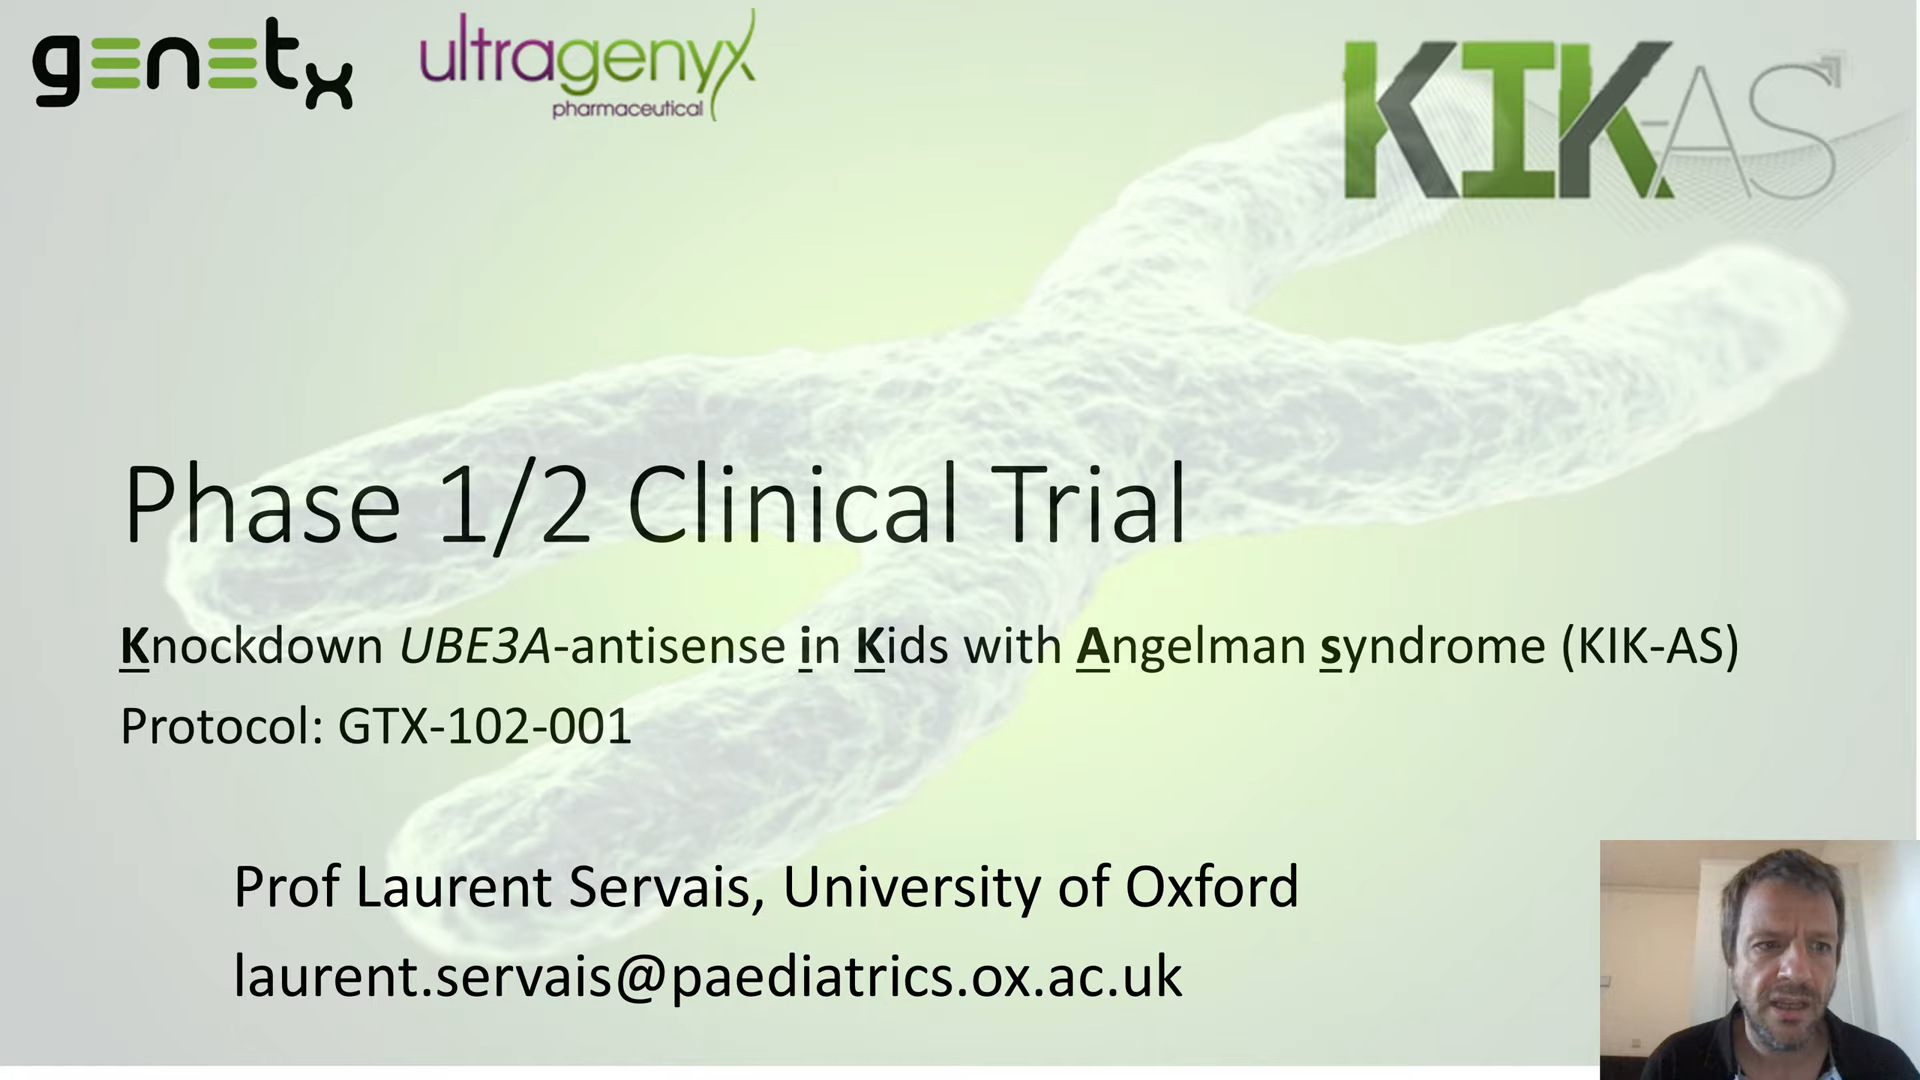 genetx
ultragenyx
pharmaceutical
KIK-AS
Phase 1/2 Clinical Trial
Knockdown UBE3A-antisense in Kids with Angelman syndrome (KIK-AS)
Protocol: GTX-102-001
Prof Laurent Servais, University of Oxford
laurent.servais@paediatrics.ox.ac.uk